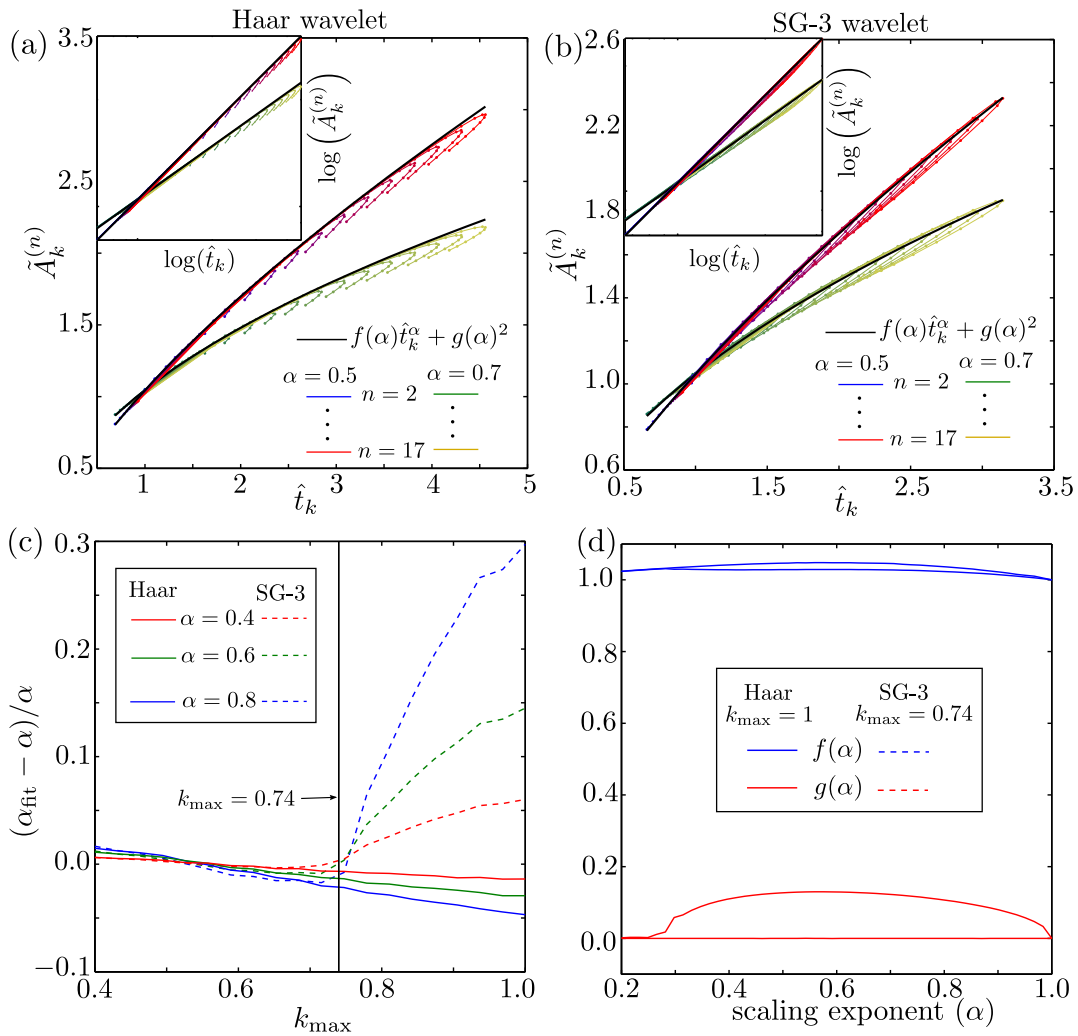 Haar wavelet
SG-3 wavelet
(a)
3.5
3.0
2.5
2.0
1.5
1.0
0.5
Ã_k^(n)
log(Ã_k^(n))
log(t̂_k)
f(α)t̂_k^α + g(α)^2
α = 0.5
α = 0.7
n = 2
n = 17
1
2
3
4
5
t̂_k
(b)
2.6
2.2
1.8
1.4
1.0
0.6
Ã_k^(n)
log(Ã_k^(n))
log(t̂_k)
f(α)t̂_k^α + g(α)^2
α = 0.5
α = 0.7
n = 2
n = 17
0.5
1.5
2.5
3.5
t̂_k
(c)
0.3
0.2
0.1
0.0
−0.1
(α_fit − α)/α
Haar
SG-3
α = 0.4
α = 0.6
α = 0.8
k_max = 0.74
0.4
0.6
0.8
1.0
k_max
(d)
1.0
0.8
0.6
0.4
0.2
0.0
Haar
SG-3
k_max = 1
k_max = 0.74
f(α)
g(α)
0.2
0.4
0.6
0.8
1.0
scaling exponent (α)